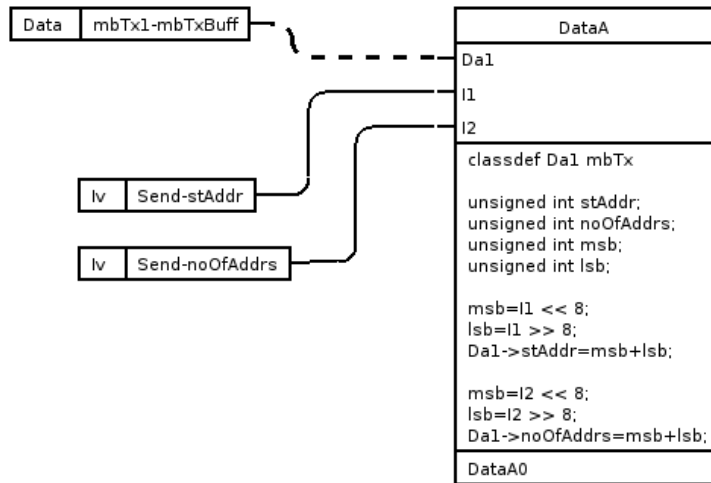 Data mbTx1-mbTxBuff
DataA
Da1
I1
I2
classdef Da1 mbTx
Iv Send-stAddr
unsigned int stAddr;
unsigned int noOfAddrs;
unsigned int msb;
unsigned int lsb;
Iv Send-noOfAddrs
msb=I1 << 8;
lsb=I1 >> 8;
Da1->stAddr=msb+lsb;
msb=I2 << 8;
lsb=I2 >> 8;
Da1->noOfAddrs=msb+lsb;
DataA0